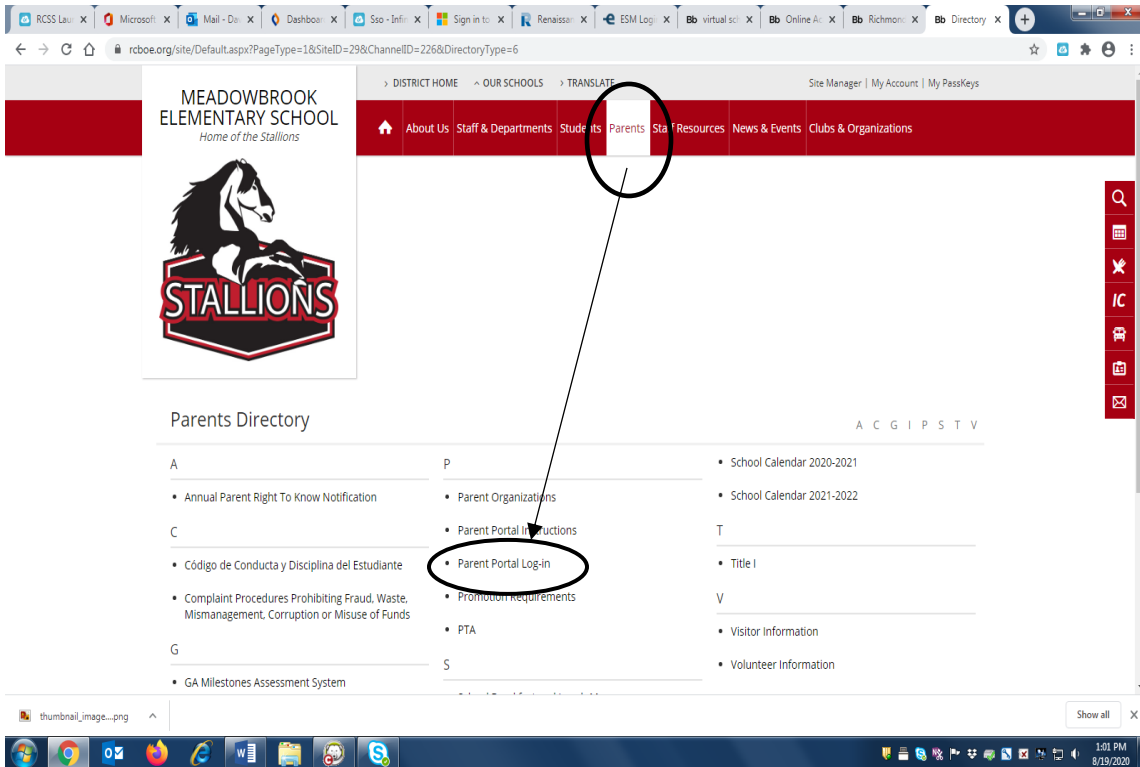 RCSS Lau
Microsoft
Mail - Da
Dashboar
Sso - Infi
Sign in to
Renaissan
ESM Log
Bb virtual sch
Bb Online Ac
Bb Richmon
Bb Directory
rcboe.org/site/Default.aspx?PageType=1&SiteID=29&ChannelID=226&DirectoryType=6
DISTRICT HOME OUR SCHOOLS TRANSLATE
Site Manager | My Account | My PassKeys
MEADOWBROOK
ELEMENTARY SCHOOL
Home of the Stallions
About Us Staff & Departments Students Parents Staff Resources News & Events Clubs & Organizations
STALLIONS
IC
Parents Directory
A C G I P S T V
A
• Annual Parent Right To Know Notification
C
• Código de Conducta y Disciplina del Estudiante
• Complaint Procedures Prohibiting Fraud, Waste,
Mismanagement, Corruption or Misuse of Funds
G
• GA Milestones Assessment System
P
• Parent Organizations
• Parent Portal Instructions
• Parent Portal Log-in
• Promotion Requirements
• PTA
S
• School Calendar 2020-2021
• School Calendar 2021-2022
T
• Title I
V
• Visitor Information
• Volunteer Information
thumbnail_image....png
Show all
1:01 PM
8/19/2020